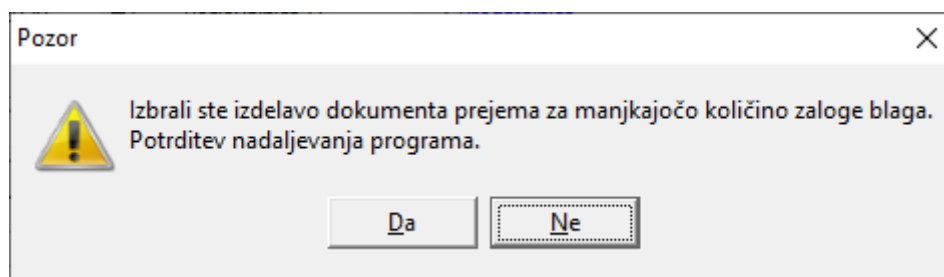 Pozor
Izbrali ste izdelavo dokumenta prejema za manjkajočo količino zaloge blaga.
Potrditev nadaljevanja programa.
Da
Ne